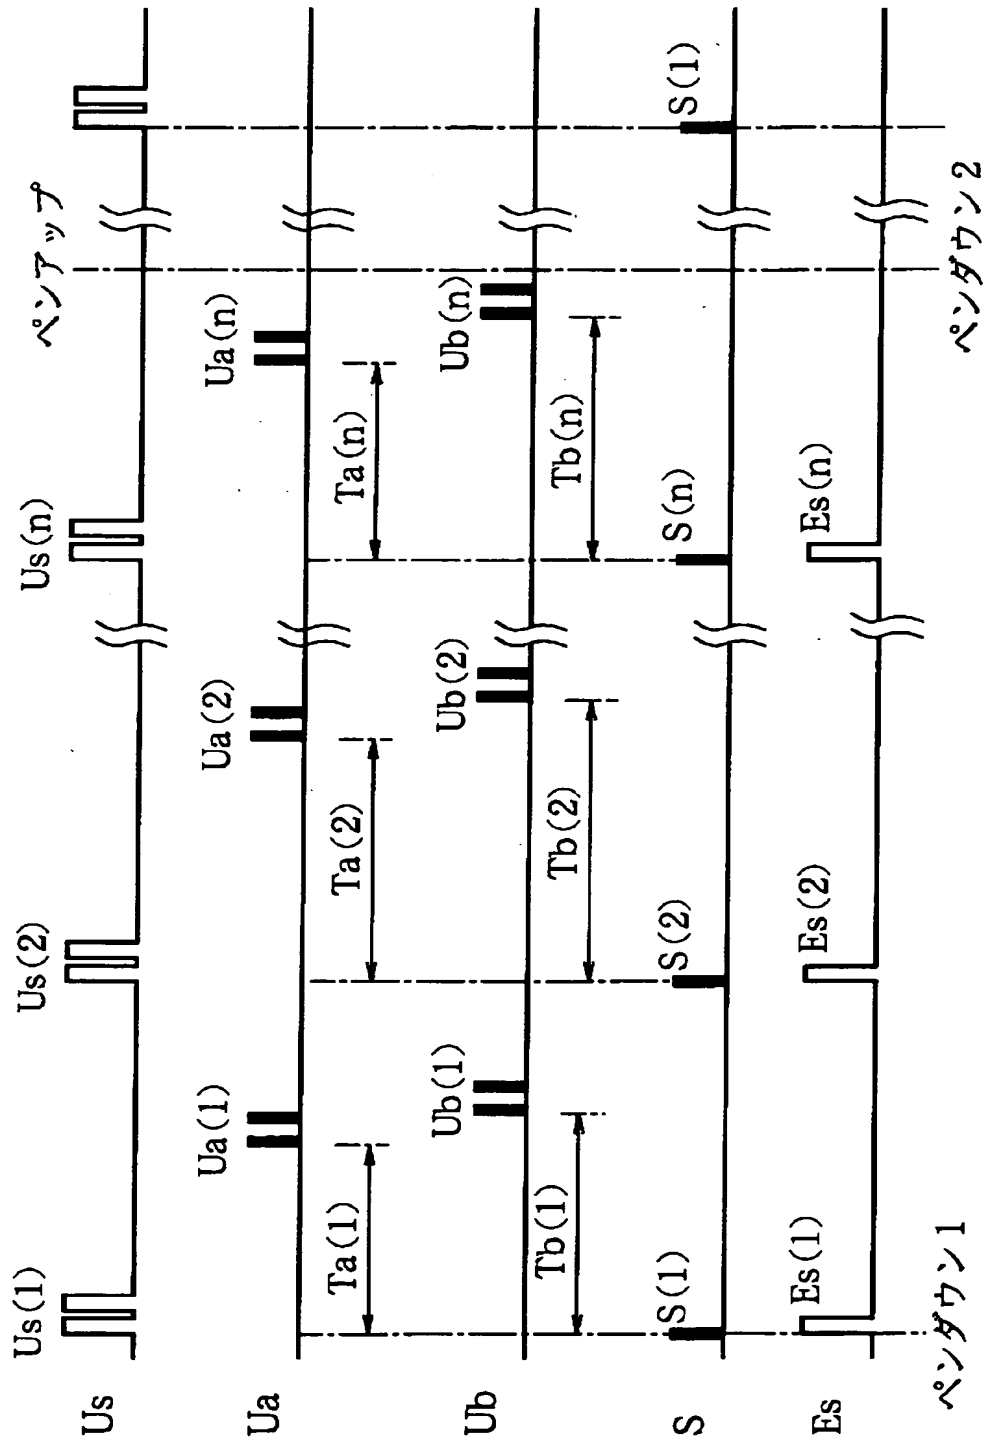 Us
Us(1)
Us(2)
Us(n)
ペンアップ
Ua
Ua(1)
Ua(2)
Ua(n)
Ta(1)
Ta(2)
Ta(n)
Ub
Ub(1)
Ub(2)
Ub(n)
Tb(1)
Tb(2)
Tb(n)
S
S(1)
S(2)
S(n)
S(1)
Es
Es(1)
Es(2)
Es(n)
ペンダウン1
ペンダウン2